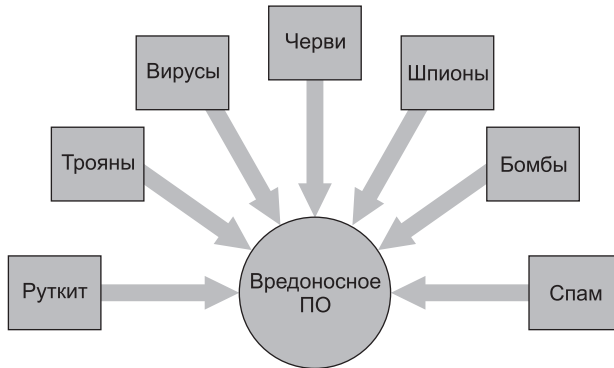 Черви
Вирусы
Шпионы
Трояны
Бомбы
Руткит
Вредоносное
ПО
Спам